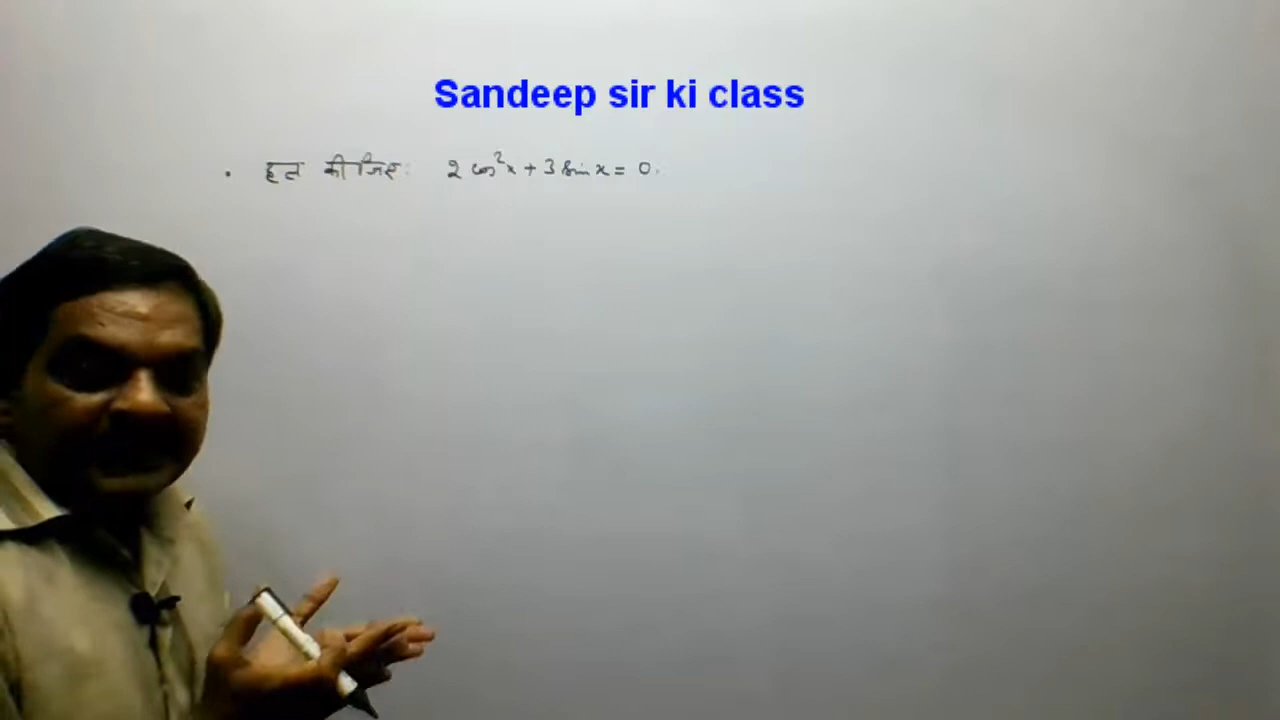 Sandeep sir ki class
• हल कीजिए: 2 cos²x + 3 sin x = 0.